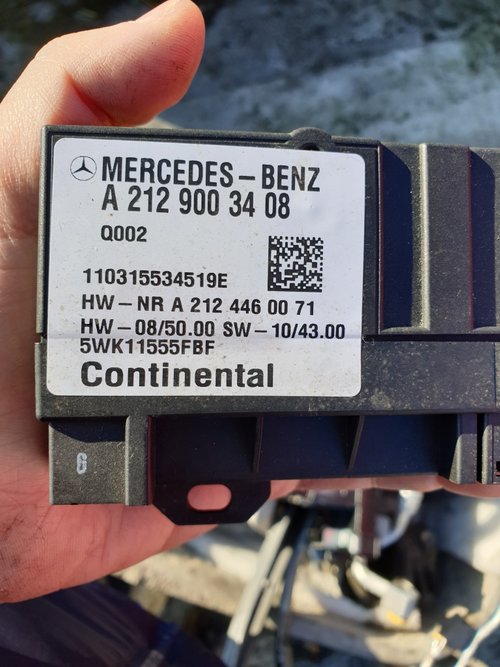 MERCEDES-BENZ
A 212 900 34 08
Q002
110315534519E
HW-NR A 212 446 00 71
HW-08/50.00 SW-10/43.00
5WK11555FBF
Continental
6